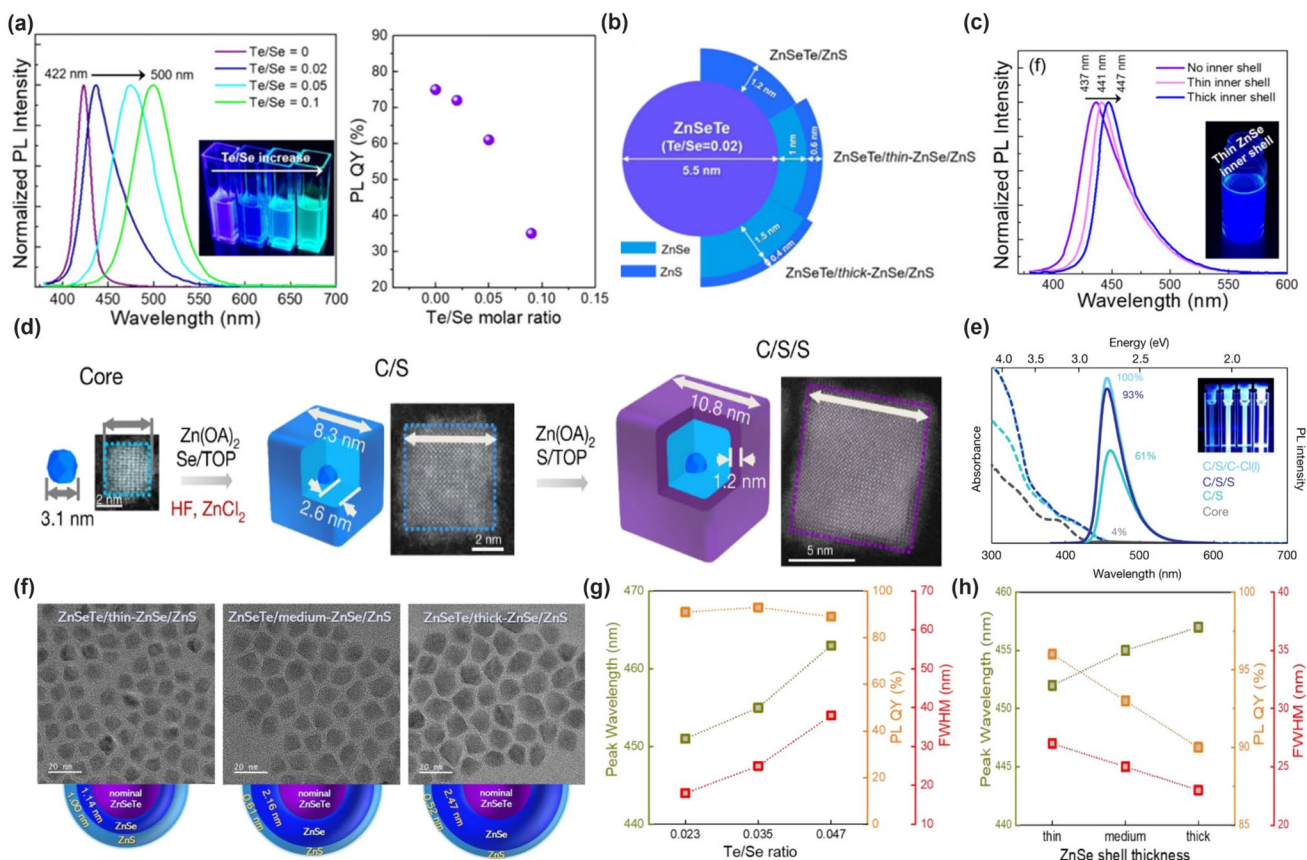 (a)
Normalized PL Intensity
Te/Se = 0
Te/Se = 0.02
Te/Se = 0.05
Te/Se = 0.1
422 nm
500 nm
Te/Se increase
400 450 500 550 600 650 700
Wavelength (nm)
PL QY (%)
90
80
70
60
50
40
30
20
0.00 0.05 0.10 0.15
Te/Se molar ratio
(b)
ZnSeTe
(Te/Se=0.02)
5.5 nm
1.2 nm
ZnSeTe/ZnS
1 nm
0.6 nm
ZnSeTe/thin-ZnSe/ZnS
1.5 nm
0.4 nm
ZnSeTe/thick-ZnSe/ZnS
ZnSe
ZnS
(c)
(f)
Normalized PL Intensity
437 nm
441 nm
447 nm
No inner shell
Thin inner shell
Thick inner shell
Thin ZnSe
inner shell
400 450 500 550 600
Wavelength (nm)
(d)
Core
3.1 nm
2 nm
Zn(OA)2
Se/TOP
HF, ZnCl2
C/S
8.3 nm
2.6 nm
2 nm
Zn(OA)2
S/TOP
C/S/S
10.8 nm
1.2 nm
5 nm
(e)
Energy (eV)
4.0 3.5 3.0 2.5 2.0
Absorbance
PL intensity
100%
93%
61%
4%
C/S/C-Cl(l)
C/S/S
C/S
Core
300 400 500 600 700
Wavelength (nm)
(f)
ZnSeTe/thin-ZnSe/ZnS
20 nm
1.00 nm
1.14 nm
nominal
ZnSeTe
ZnSe
ZnS
ZnSeTe/medium-ZnSe/ZnS
20 nm
0.61 nm
2.16 nm
nominal
ZnSeTe
ZnSe
ZnS
ZnSeTe/thick-ZnSe/ZnS
20 nm
0.52 nm
2.47 nm
nominal
ZnSeTe
ZnSe
ZnS
(g)
Peak Wavelength (nm)
470
460
450
440
PL QY (%)
100
80
60
40
20
0
FWHM (nm)
70
60
50
40
30
20
10
0.023 0.035 0.047
Te/Se ratio
(h)
Peak Wavelength (nm)
460
455
450
445
440
PL QY (%)
100
95
90
85
FWHM (nm)
40
35
30
25
20
thin medium thick
ZnSe shell thickness